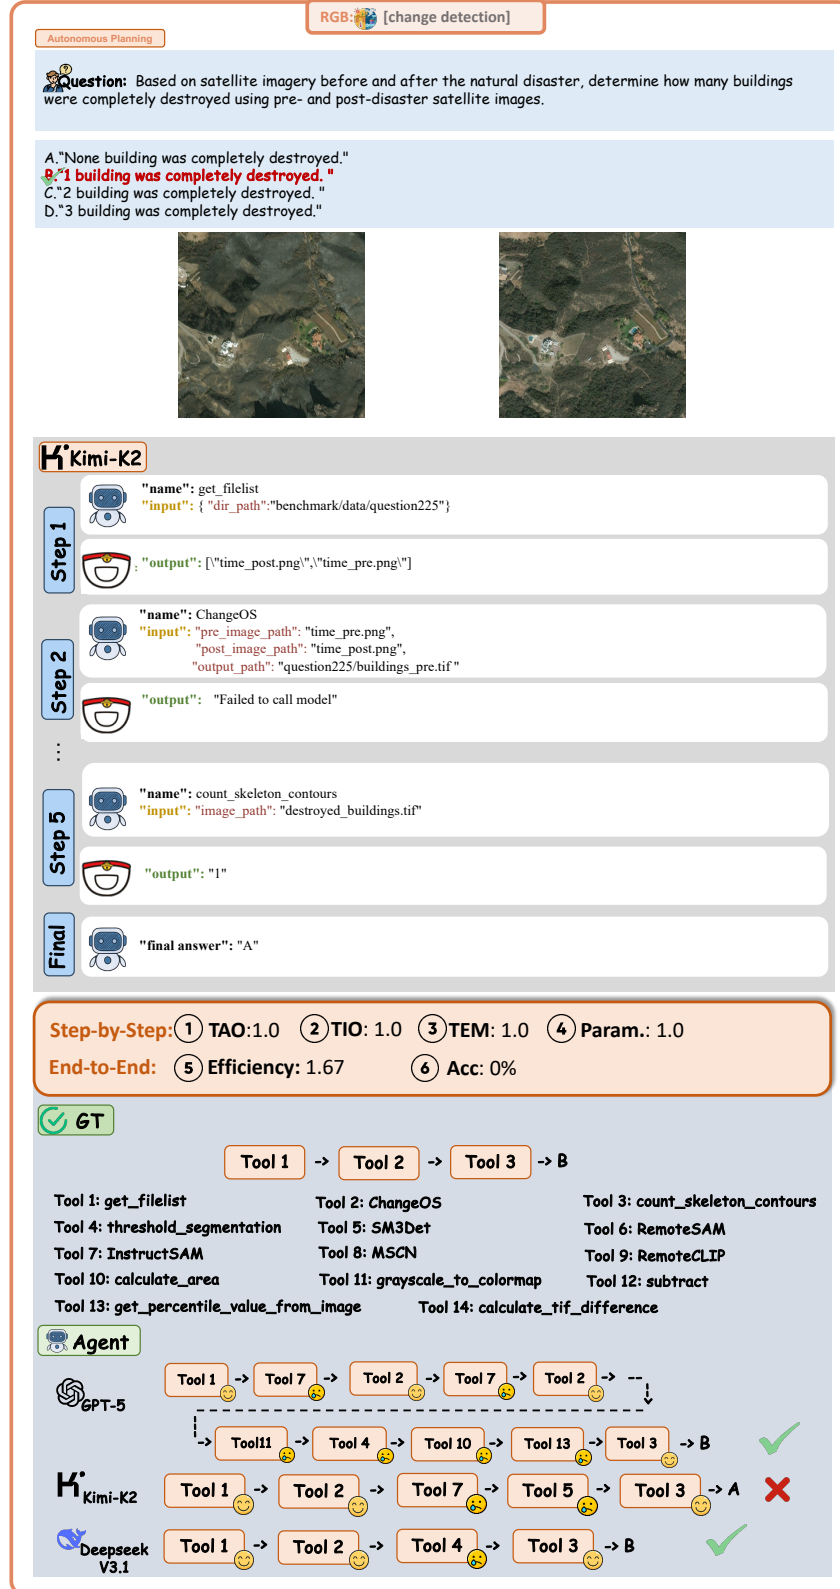 RGB: [change detection]
Autonomous Planning
Question: Based on satellite imagery before and after the natural disaster, determine how many buildings
were completely destroyed using pre- and post-disaster satellite images.
A."None building was completely destroyed."
B."1 building was completely destroyed. "
C."2 building was completely destroyed. "
D."3 building was completely destroyed."
Kimi-K2
Step 1
"name": get_filelist
"input": { "dir_path":"benchmark/data/question225"}
: "output": [\"time_post.png\",\"time_pre.png\"]
Step 2
"name": ChangeOS
"input": "pre_image_path": "time_pre.png",
"post_image_path": "time_post.png",
"output_path": "question225/buildings_pre.tif "
"output": "Failed to call model"
...
Step 5
"name": count_skeleton_contours
"input": "image_path": "destroyed_buildings.tif"
"output": "1"
Final
"final answer": "A"
Step-by-Step: 1 TAO:1.0 2 TIO: 1.0 3 TEM: 1.0 4 Param.: 1.0
End-to-End: 5 Efficiency: 1.67 6 Acc: 0%
GT
Tool 1 -> Tool 2 -> Tool 3 -> B
Tool 1: get_filelist Tool 2: ChangeOS Tool 3: count_skeleton_contours
Tool 4: threshold_segmentation Tool 5: SM3Det Tool 6: RemoteSAM
Tool 7: InstructSAM Tool 8: MSCN Tool 9: RemoteCLIP
Tool 10: calculate_area Tool 11: grayscale_to_colormap Tool 12: subtract
Tool 13: get_percentile_value_from_image Tool 14: calculate_tif_difference
Agent
GPT-5 Tool 1 -> Tool 7 -> Tool 2 -> Tool 7 -> Tool 2 -> --
-> Tool11 -> Tool 4 -> Tool 10 -> Tool 13 -> Tool 3 -> B
Kimi-K2 Tool 1 -> Tool 2 -> Tool 7 -> Tool 5 -> Tool 3 -> A
Deepseek V3.1 Tool 1 -> Tool 2 -> Tool 4 -> Tool 3 -> B